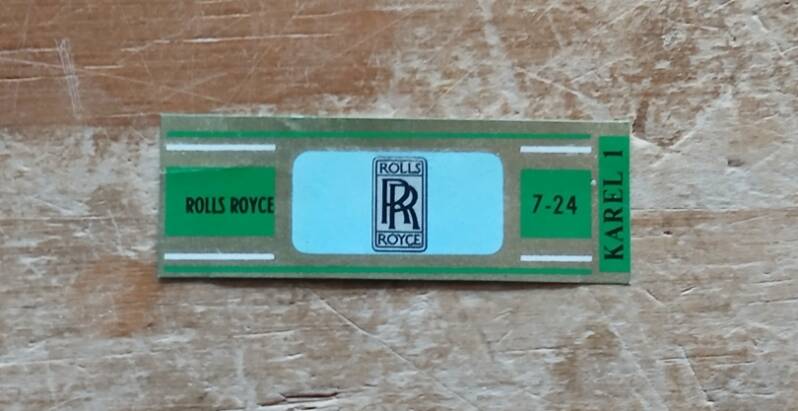 ROLLS ROYCE
ROLLS
RR
ROYCE
7-24
KAREL 1